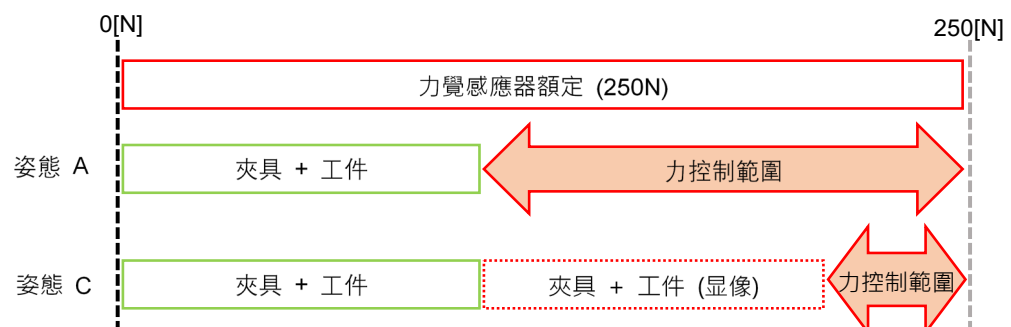 0[N]
250[N]
力覺感應器額定 (250N)
姿態 A
夾具 + 工件
力控制範圍
姿態 C
夾具 + 工件
夾具 + 工件 (显像)
力控制範圍